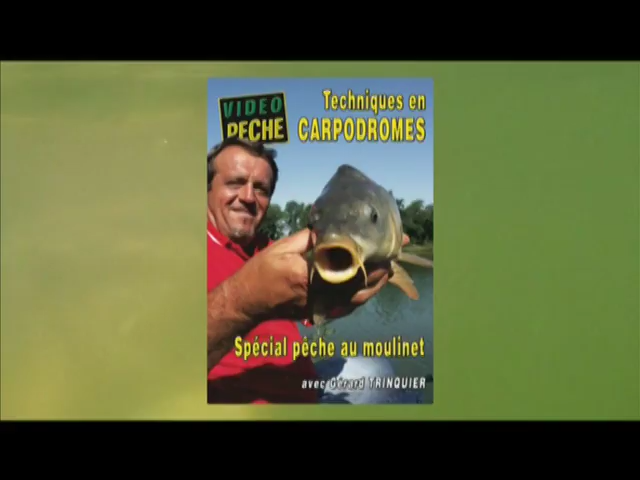 VIDEO
PECHE
Techniques en
CARPODROMES
Spécial pêche au moulinet
avec Gérard TRINQUIER